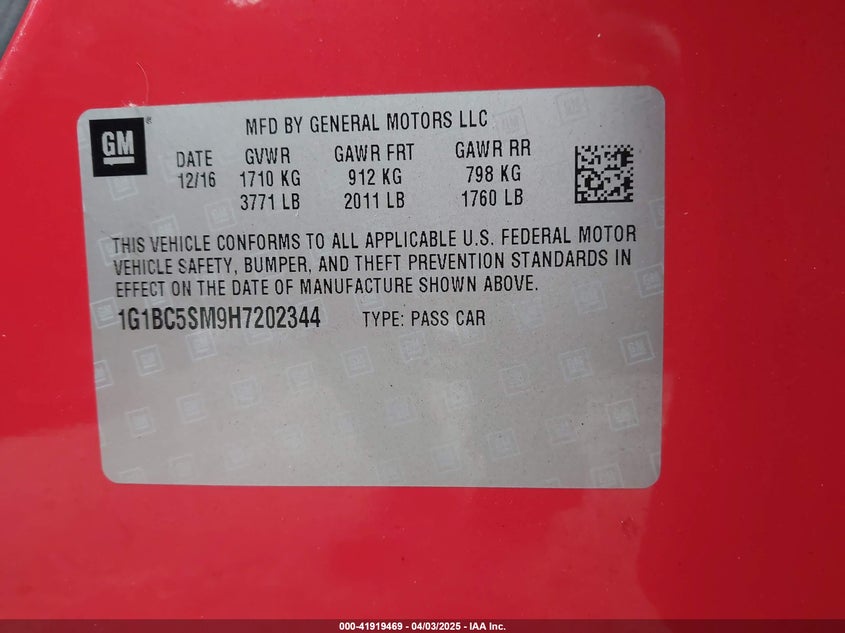 GM®
MFD BY GENERAL MOTORS LLC
DATE GVWR GAWR FRT GAWR RR
12/16 1710 KG 912 KG 798 KG
3771 LB 2011 LB 1760 LB
THIS VEHICLE CONFORMS TO ALL APPLICABLE U.S. FEDERAL MOTOR
VEHICLE SAFETY, BUMPER, AND THEFT PREVENTION STANDARDS IN
EFFECT ON THE DATE OF MANUFACTURE SHOWN ABOVE.
1G1BC5SM9H7202344 TYPE: PASS CAR
000-41919469 - 04/03/2025 - IAA Inc.